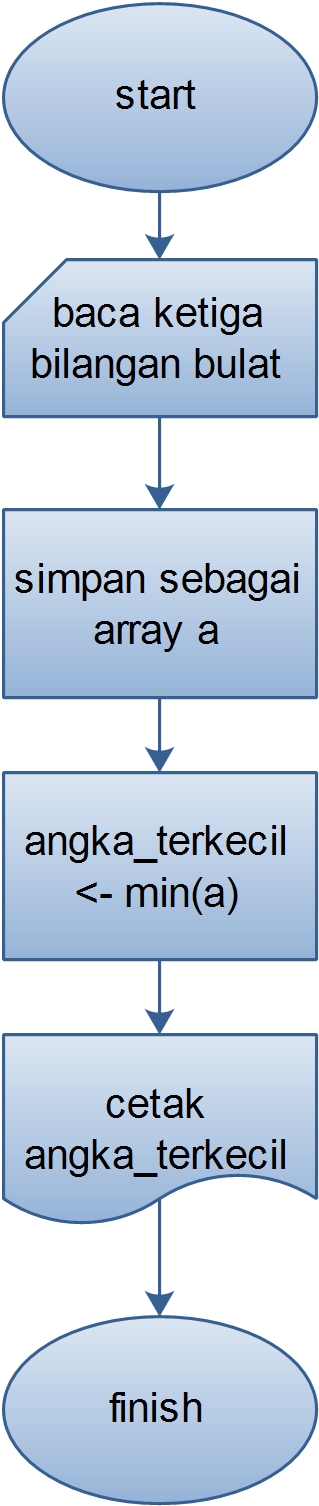 start
baca ketiga
bilangan bulat
simpan sebagai
array a
angka_terkecil
<- min(a)
cetak
angka_terkecil
finish